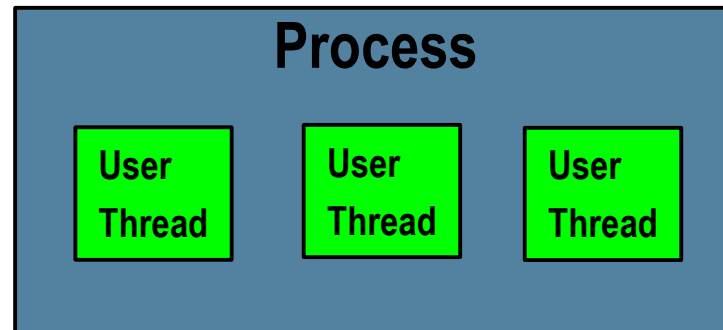 Process
User
Thread
User
Thread
User
Thread